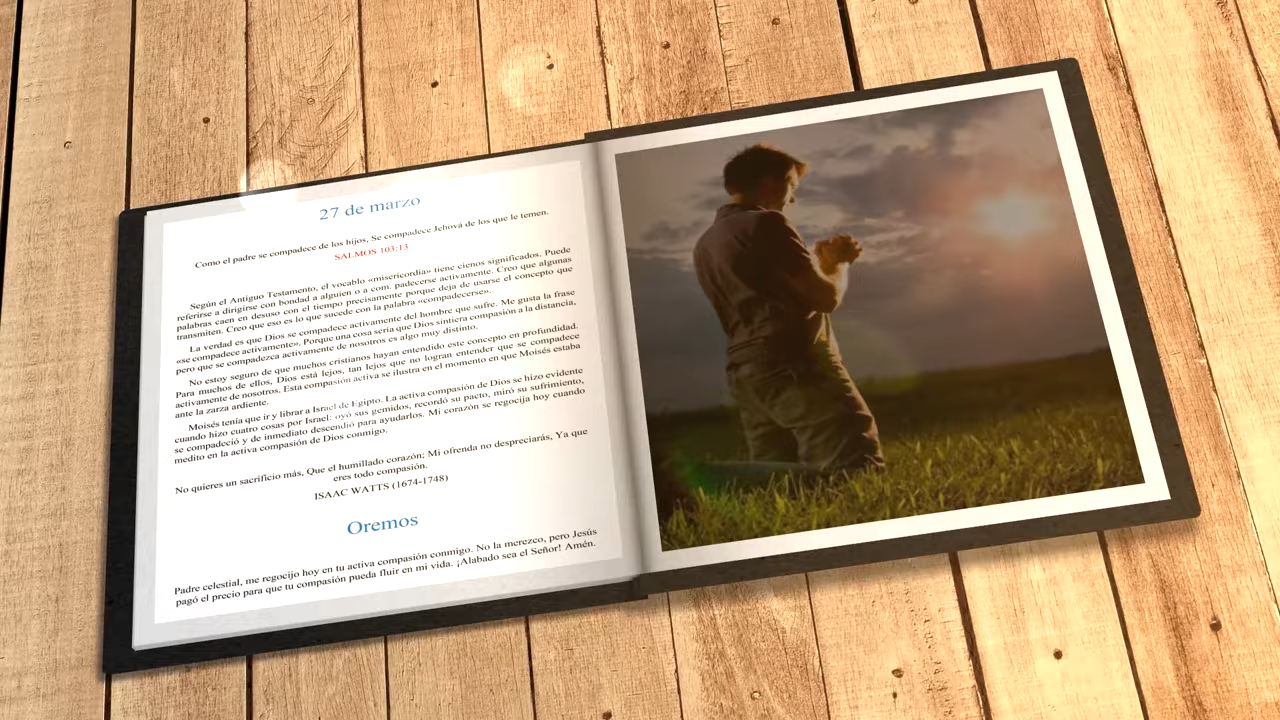 27 de marzo
Como el padre se compadece de los hijos, Se compadece Jehová de los que le temen.
SALMOS 103:13
Según el Antiguo Testamento, el vocablo «misericordia» tiene cienos significados. Puede
referirse a dirigirse con bondad a alguien o a com. padecerse activamente. Creo que algunas
palabras caen en desuso con el tiempo precisamente porque deja de usarse el concepto que
transmiten. Creo que eso es lo que sucede con la palabra «compadecerse».
La verdad es que Dios se compadece activamente del hombre que sufre. Me gusta la frase
«se compadece activamente». Porque una cosa sería que Dios sintiera compasión a la distancia,
pero que se compadezca activamente de nosotros es algo muy distinto.
No estoy seguro de que muchos cristianos hayan entendido este concepto en profundidad.
Para muchos de ellos, Dios está lejos, tan lejos que no logran entender que se compadece
activamente de nosotros. Esta compasión activa se ilustra en el momento en que Moisés estaba
ante la zarza ardiente.
Moisés tenía que ir y librar a Israel de Egipto. La activa compasión de Dios se hizo evidente
cuando hizo cuatro cosas por Israel: oyó sus gemidos, recordó su pacto, miró su sufrimiento,
se compadeció y de inmediato descendió para ayudarlos. Mi corazón se regocija hoy cuando
medito en la activa compasión de Dios conmigo.
No quieres un sacrificio más, Que el humillado corazón; Mi ofrenda no despreciarás, Ya que
eres todo compasión.
ISAAC WATTS (1674-1748)
Oremos
Padre celestial, me regocijo hoy en tu activa compasión conmigo. No la merezco, pero Jesús
pagó el precio para que tu compasión pueda fluir en mi vida. ¡Alabado sea el Señor! Amén.